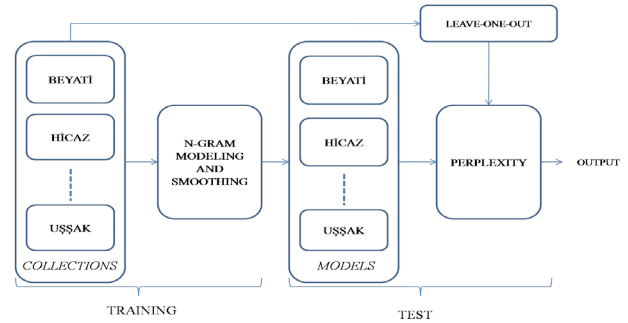 LEAVE-ONE-OUT
BEYATİ
HİCAZ
UŞŞAK
COLLECTIONS
N-GRAM
MODELING
AND
SMOOTHING
BEYATİ
HİCAZ
UŞŞAK
MODELS
PERPLEXITY
OUTPUT
TRAINING
TEST